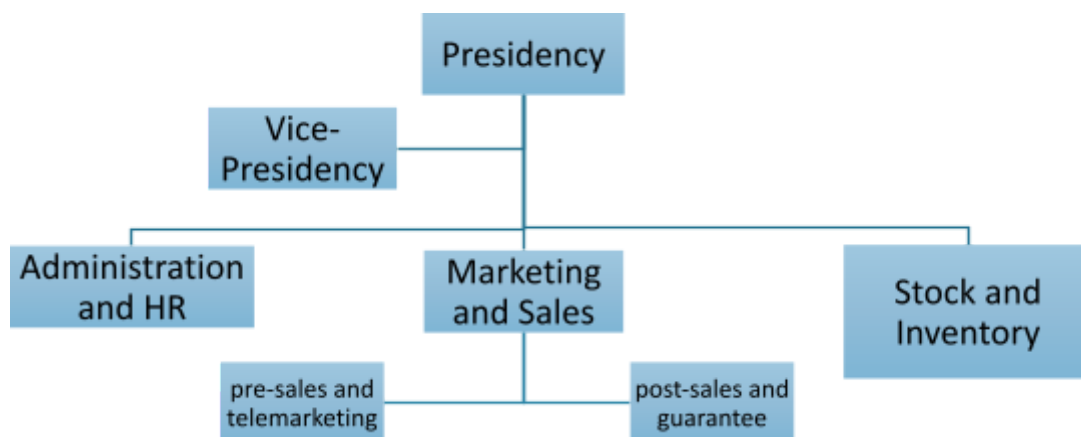 Presidency
Vice-
Presidency
Administration
and HR
Marketing
and Sales
Stock and
Inventory
pre-sales and
telemarketing
post-sales and
guarantee